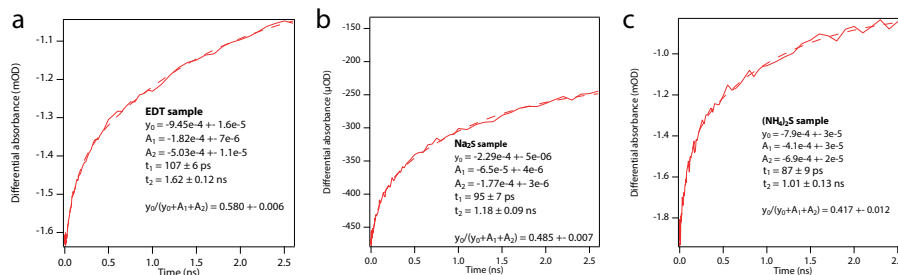 a
Differential absorbance (mOD)
-1.1
-1.2
-1.3
-1.4
-1.5
-1.6
EDT sample
y₀ = -9.45e-4 +- 1.6e-5
A₁ = -1.82e-4 +- 7e-6
A₂ = -5.03e-4 +- 1.1e-5
t₁ = 107 ± 6 ps
t₂ = 1.62 ± 0.12 ns
y₀/(y₀+A₁+A₂) = 0.580 +- 0.006
0.0 0.5 1.0 1.5 2.0 2.5
Time (ns)
b
Differential absorbance (μOD)
-150
-200
-250
-300
-350
-400
-450
Na₂S sample
y₀ = -2.29e-4 +- 5e-06
A₁ = -6.5e-5 +- 4e-6
A₂ = -1.77e-4 +- 3e-6
t₁ = 95 ± 7 ps
t₂ = 1.18 ± 0.09 ns
y₀/(y₀+A₁+A₂) = 0.485 +- 0.007
0.0 0.5 1.0 1.5 2.0 2.5
Time (ns)
c
Differential absorbance (mOD)
-1.0
-1.2
-1.4
-1.6
-1.8
(NH₄)₂S sample
y₀ = -7.9e-4 +- 3e-5
A₁ = -4.1e-4 +- 3e-5
A₂ = -6.9e-4 +- 2e-5
t₁ = 87 ± 9 ps
t₂ = 1.01 ± 0.13 ns
y₀/(y₀+A₁+A₂) = 0.417 +- 0.012
0.0 0.5 1.0 1.5 2.0 2.5
Time (ns)